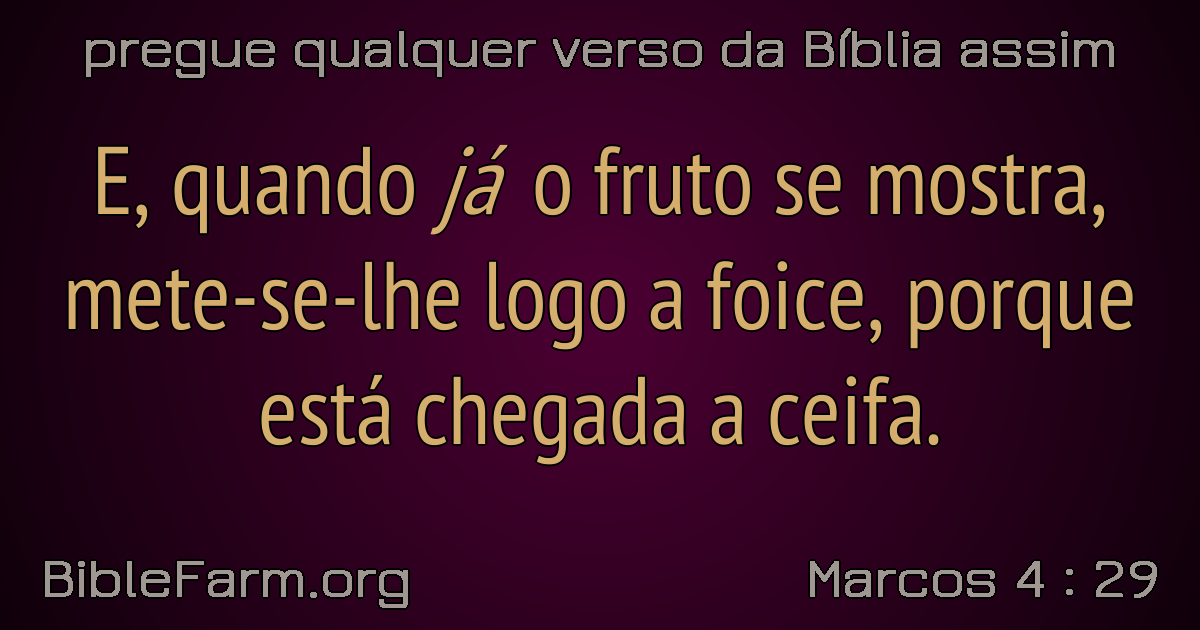 pregue qualquer verso da Bíblia assim
E, quando já o fruto se mostra,
mete-se-lhe logo a foice, porque
está chegada a ceifa.
BibleFarm.org
Marcos 4 : 29